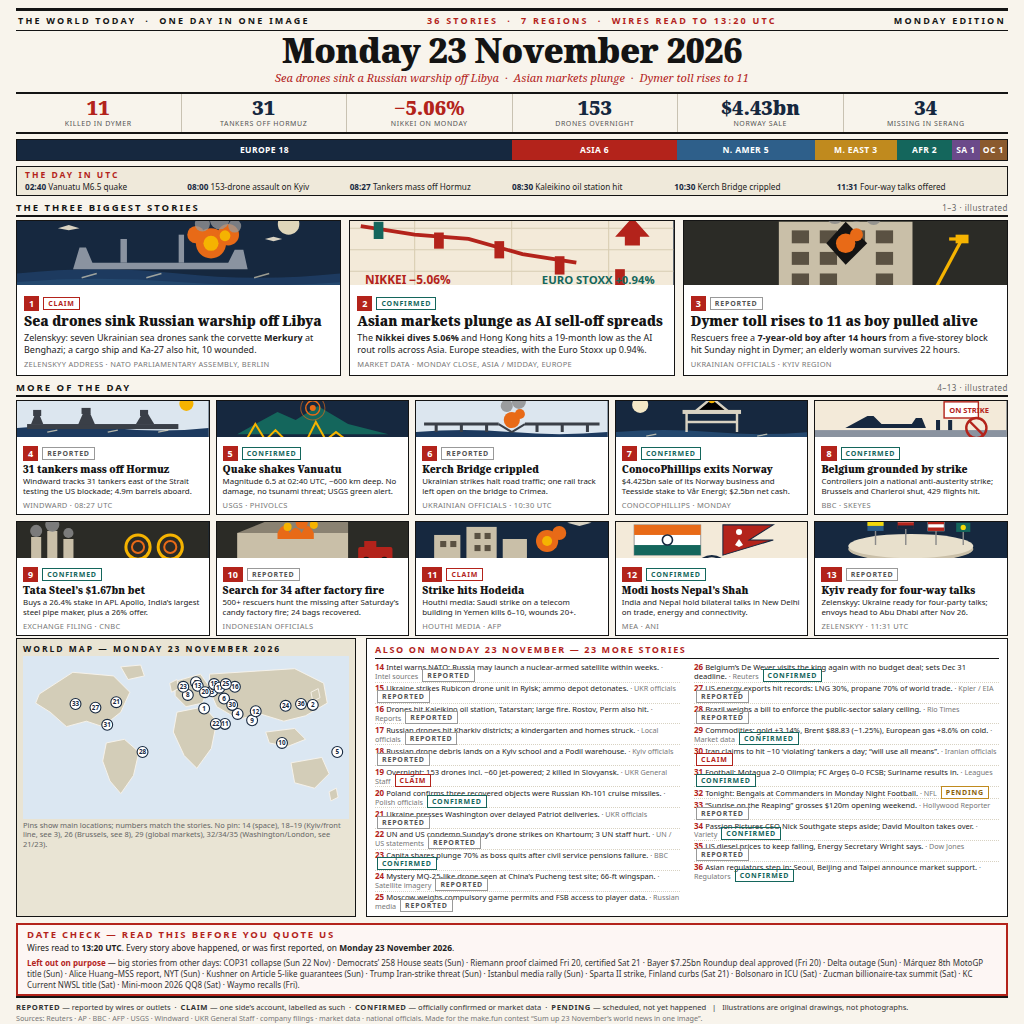 THE WORLD TODAY · ONE DAY IN ONE IMAGE
36 STORIES · 7 REGIONS · WIRES READ TO 13:20 UTC
MONDAY EDITION
Monday 23 November 2026
Sea drones sink a Russian warship off Libya · Asian markets plunge · Dymer toll rises to 11
11
KILLED IN DYMER
31
TANKERS OFF HORMUZ
−5.06%
NIKKEI ON MONDAY
153
DRONES OVERNIGHT
$4.43bn
NORWAY SALE
34
MISSING IN SERANG
EUROPE 18
ASIA 6
N. AMER 5
M. EAST 3
AFR 2
SA 1
OC 1
THE DAY IN UTC
02:40 Vanuatu M6.5 quake
08:00 153-drone assault on Kyiv
08:27 Tankers mass off Hormuz
08:30 Kaleikino oil station hit
10:30 Kerch Bridge crippled
11:31 Four-way talks offered
THE THREE BIGGEST STORIES
1–3 · illustrated
1 CLAIM
Sea drones sink Russian warship off Libya
Zelenskyy: seven Ukrainian sea drones sank the corvette Merkury at
Benghazi; a cargo ship and Ka-27 also hit, 10 wounded.
ZELENSKYY ADDRESS · NATO PARLIAMENTARY ASSEMBLY, BERLIN
NIKKEI −5.06%
EURO STOXX +0.94%
2 CONFIRMED
Asian markets plunge as AI sell-off spreads
The Nikkei dives 5.06% and Hong Kong hits a 19-month low as the AI
rout rolls across Asia. Europe steadies, with the Euro Stoxx up 0.94%.
MARKET DATA · MONDAY CLOSE, ASIA / MIDDAY, EUROPE
3 REPORTED
Dymer toll rises to 11 as boy pulled alive
Rescuers free a 7-year-old boy after 14 hours from a five-storey block
hit Sunday night in Dymer; an elderly woman survives 22 hours.
UKRAINIAN OFFICIALS · KYIV REGION
MORE OF THE DAY
4–13 · illustrated
4 REPORTED
31 tankers mass off Hormuz
Windward tracks 31 tankers east of the Strait
testing the US blockade; 4.9m barrels aboard.
WINDWARD · 08:27 UTC
5 CONFIRMED
Quake shakes Vanuatu
Magnitude 6.5 at 02:40 UTC, ~600 km deep. No
damage, no tsunami threat; USGS green alert.
USGS · PHIVOLCS
6 REPORTED
Kerch Bridge crippled
Ukrainian strikes halt road traffic; one rail track
left open on the bridge to Crimea.
UKRAINIAN OFFICIALS · 10:30 UTC
7 CONFIRMED
ConocoPhillips exits Norway
$4.425bn sale of its Norway business and
Teesside stake to Vår Energi; $2.5bn net cash.
CONOCOPHILLIPS · MONDAY
ON STRIKE
8 CONFIRMED
Belgium grounded by strike
Controllers join a national anti-austerity strike;
Brussels and Charleroi shut, 429 flights hit.
BBC · SKEYES
9 CONFIRMED
Tata Steel's $1.67bn bet
Buys a 26.4% stake in APL Apollo, India's largest
steel pipe maker, plus a 26% offer.
EXCHANGE FILING · CNBC
10 REPORTED
Search for 34 after factory fire
500+ rescuers hunt the missing after Saturday's
candy factory fire; 24 bags recovered.
INDONESIAN OFFICIALS
11 CLAIM
Strike hits Hodeida
Houthi media: Saudi strike on a telecom
building in Yemen kills 6–10, wounds 20+.
HOUTHI MEDIA · AFP
12 CONFIRMED
Modi hosts Nepal's Shah
India and Nepal hold bilateral talks in New Delhi
on trade, energy and connectivity.
MEA · ANI
13 REPORTED
Kyiv ready for four-way talks
Zelenskyy: Ukraine ready for four-party talks;
envoys head to Abu Dhabi after Nov 26.
ZELENSKYY · 11:31 UTC
WORLD MAP — MONDAY 23 NOVEMBER 2026
33
27
21
31
28
23
8
13
20
25
16
6
30
1
4
22
11
9
12
24
36
2
10
5
Pins show main locations; numbers match the stories. No pin: 14 (space), 18–19 (Kyiv/front
line, see 3), 26 (Brussels, see 8), 29 (global markets), 32/34/35 (Washington/London, see
21/23).
ALSO ON MONDAY 23 NOVEMBER — 23 MORE STORIES
14 Intel warns NATO: Russia may launch a nuclear-armed satellite within weeks. ·
Intel sources REPORTED
15 Ukraine strikes Rubicon drone unit in Rylsk; ammo depot detonates. · UKR officials
REPORTED
16 Drones hit Kaleikino oil station, Tatarstan; large fire. Rostov, Perm also hit. ·
Reports REPORTED
17 Russian drones hit Kharkiv districts; a kindergarten and homes struck. · Local
officials REPORTED
18 Russian drone debris lands on a Kyiv school and a Podil warehouse. · Kyiv officials
REPORTED
19 Overnight: 153 drones incl. ~60 jet-powered; 2 killed in Slovyansk. · UKR General
Staff CLAIM
20 Poland confirms three recovered objects were Russian Kh-101 cruise missiles. ·
Polish officials CONFIRMED
21 Ukraine presses Washington over delayed Patriot deliveries. · UKR officials
REPORTED
22 UN and US condemn Sunday's drone strikes on Khartoum; 3 UN staff hurt. · UN /
US statements REPORTED
23 Capita shares plunge 70% as boss quits after civil service pensions failure. · BBC
CONFIRMED
24 Mystery MQ-25-like drone seen at China's Pucheng test site; 66-ft wingspan. ·
Satellite imagery REPORTED
25 Moscow weighs compulsory game permits and FSB access to player data. · Russian
media REPORTED
26 Belgium's De Wever visits the king again with no budget deal; sets Dec 31
deadline. · Reuters CONFIRMED
27 US energy exports hit records: LNG 30%, propane 70% of world trade. · Kpler / EIA
REPORTED
28 Brazil weighs a bill to enforce the public-sector salary ceiling. · Rio Times
REPORTED
29 Commodities: gold +3.14%, Brent $88.83 (−1.25%), European gas +8.6% on cold. ·
Market data CONFIRMED
30 Iran claims to hit ~10 'violating' tankers a day; "will use all means". · Iranian officials
CLAIM
31 Football: Motagua 2–0 Olimpia; FC Argeș 0–0 FCSB; Suriname results in. · Leagues
CONFIRMED
32 Tonight: Bengals at Commanders in Monday Night Football. · NFL PENDING
33 "Sunrise on the Reaping" grosses $120m opening weekend. · Hollywood Reporter
REPORTED
34 Passion Pictures CEO Nick Southgate steps aside; David Moulton takes over. ·
Variety CONFIRMED
35 US diesel prices to keep falling, Energy Secretary Wright says. · Dow Jones
REPORTED
36 Asian regulators step in: Seoul, Beijing and Taipei announce market support. ·
Regulators CONFIRMED
DATE CHECK — READ THIS BEFORE YOU QUOTE US
Wires read to 13:20 UTC. Every story above happened, or was first reported, on Monday 23 November 2026.
Left out on purpose — big stories from other days: COP31 collapse (Sun 22 Nov) · Democrats' 258 House seats (Sun) · Riemann proof claimed Fri 20, certified Sat 21 · Bayer $7.25bn Roundup deal approved (Fri 20) · Delta outage (Sun) · Márquez 8th MotoGP
title (Sun) · Alice Huang–MSS report, NYT (Sun) · Kushner on Article 5-like guarantees (Sun) · Trump Iran-strike threat (Sun) · Istanbul media rally (Sun) · Sparta II strike, Finland curbs (Sat 21) · Bolsonaro in ICU (Sat) · Zucman billionaire-tax summit (Sat) · KC
Current NWSL title (Sat) · Mini-moon 2026 QQ8 (Sat) · Waymo recalls (Fri).
REPORTED — reported by wires or outlets · CLAIM — one side's account, labelled as such · CONFIRMED — officially confirmed or market data · PENDING — scheduled, not yet happened | Illustrations are original drawings, not photographs.
Sources: Reuters · AP · BBC · AFP · USGS · Windward · UKR General Staff · company filings · market data · national officials. Made for the make.fun contest "Sum up 23 November's world news in one image".